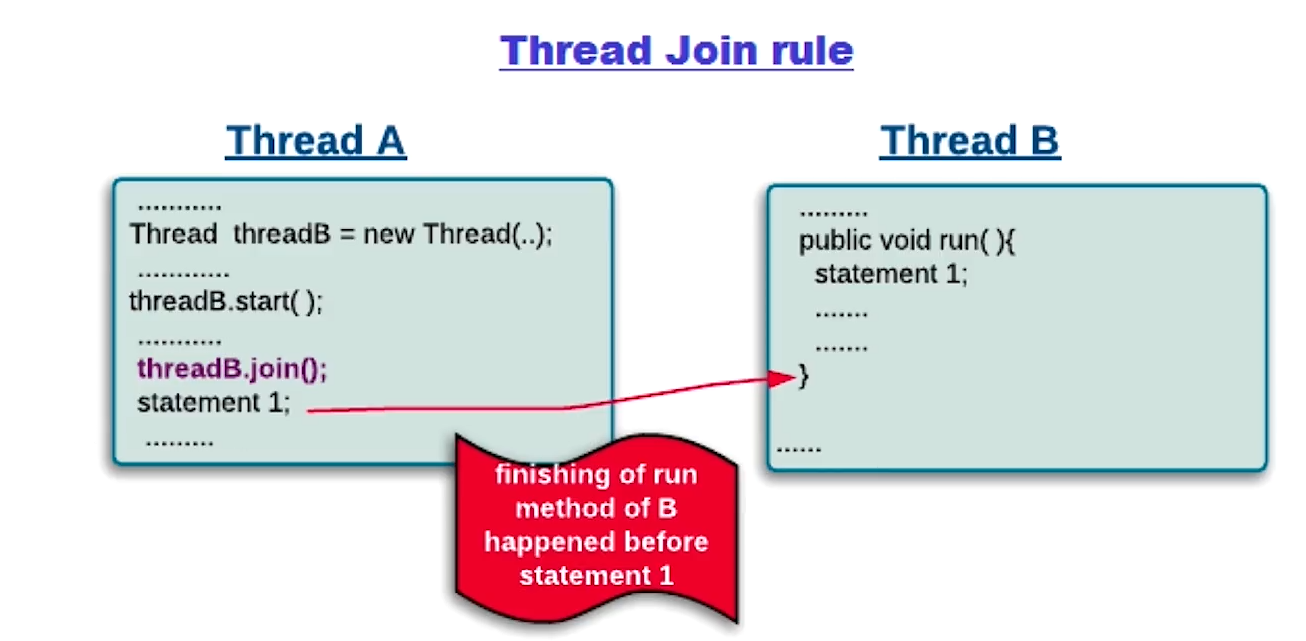 Thread Join rule
Thread A
...........
Thread threadB = new Thread(..);
............
threadB.start( );
...........
threadB.join();
statement 1;
.........
Thread B
.........
public void run( ){
statement 1;
.......
.......
}
......
finishing of run
method of B
happened before
statement 1